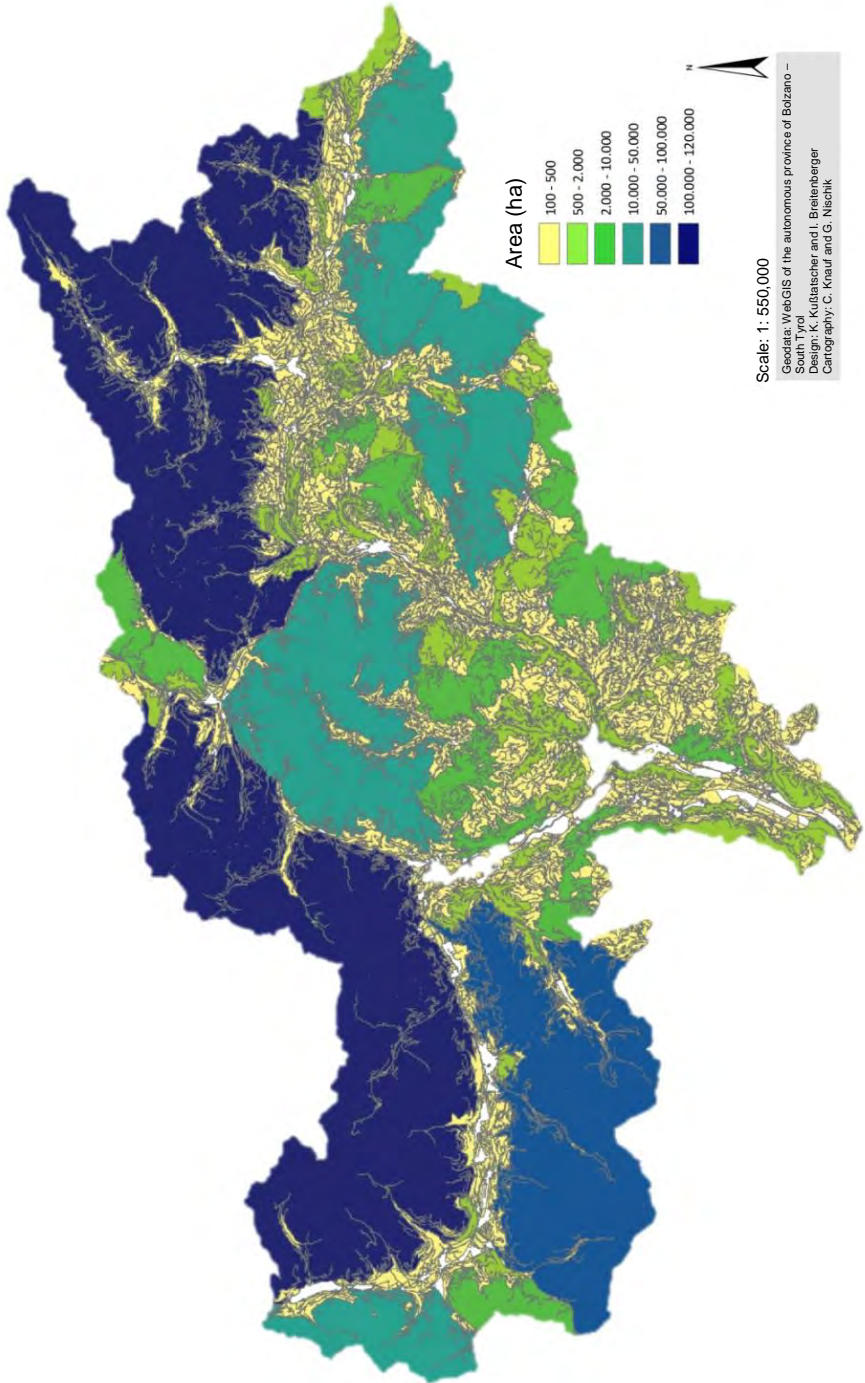 Area (ha)
100 - 500
500 - 2.000
2.000 - 10.000
10.000 - 50.000
50.000 - 100.000
100.000 - 120.000
N
Scale: 1: 550,000
Geodata: WebGIS of the autonomous province of Bolzano –
South Tyrol
Design: K. Kußtatscher and I. Breitenberger
Cartography: C. Knauf and G. Nischik